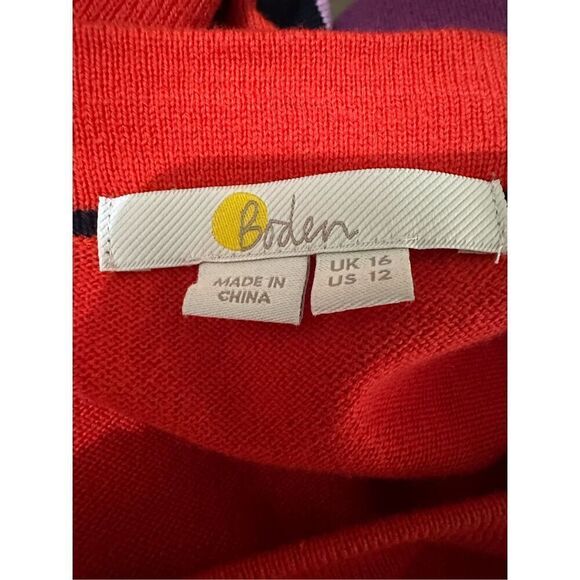 Boden
MADE IN
CHINA
UK 16
US 12